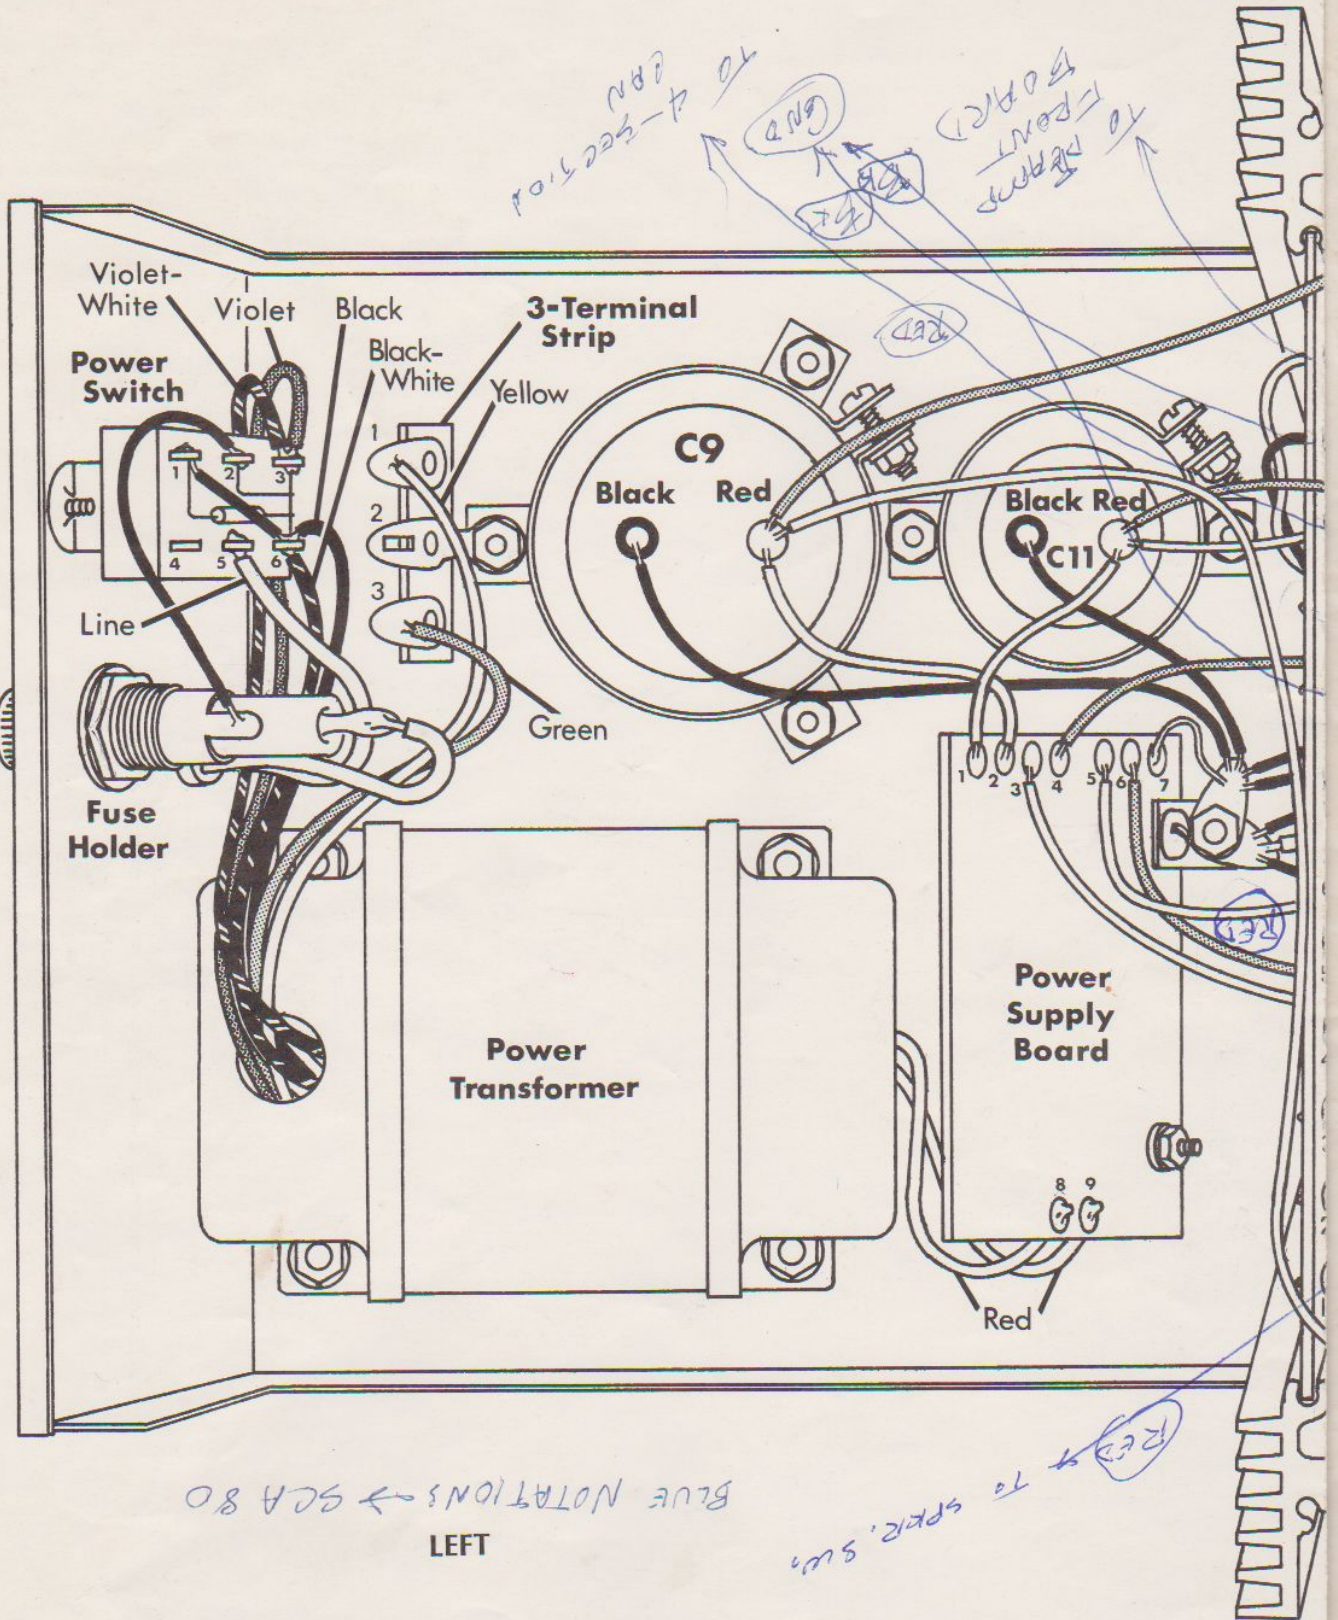 TO
4-SECTION
CAN
GND
BK
BK
TO
FRONT
PREAMP
BOARD
RED
Violet-
White
Violet
Black
3-Terminal
Strip
Power
Switch
Black-
White
Yellow
1
2
3
1
2
3
4
5
6
C9
Black
Red
Black Red
C11
Line
Green
Fuse
Holder
1
2
3
4
5
6
7
RED
Power
Supply
Board
Power
Transformer
8
9
Red
RED
TO SPKR. SW.
BLUE NOTATIONS → SCA 80
LEFT